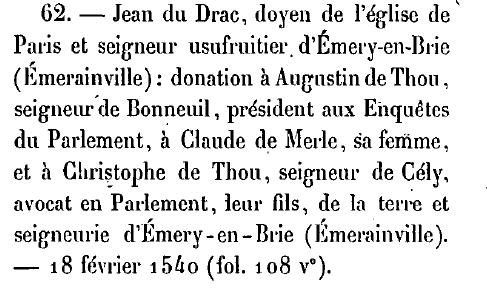 62. — Jean du Drac, doyen de l'église de
Paris et seigneur usufruitier d'Émery-en-Brie
(Émerainville) : donation à Augustin de Thou,
seigneur de Bonneuil, président aux Enquêtes
du Parlement, à Claude de Merle, sa femme,
et à Christophe de Thou, seigneur de Cély,
avocat en Parlement, leur fils, de la terre et
seigneurie d'Émery-en-Brie (Émerainville).
— 18 février 1540 (fol. 108 v°).